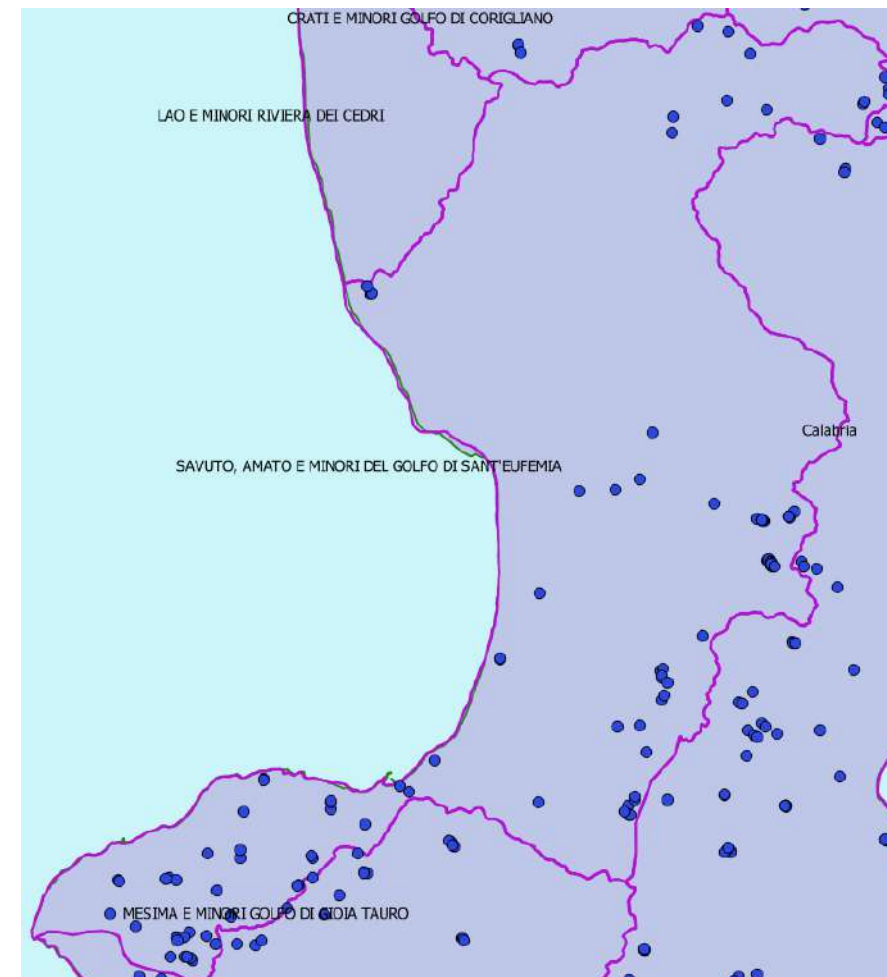 CRATI E MINORI GOLFO DI CORIGLIANO
LAO E MINORI RIVIERA DEI CEDRI
Calabria
SAVUTO, AMATO E MINORI DEL GOLFO DI SANT'EUFEMIA
MESIMA E MINORI GOLFO DI GIOIA TAURO